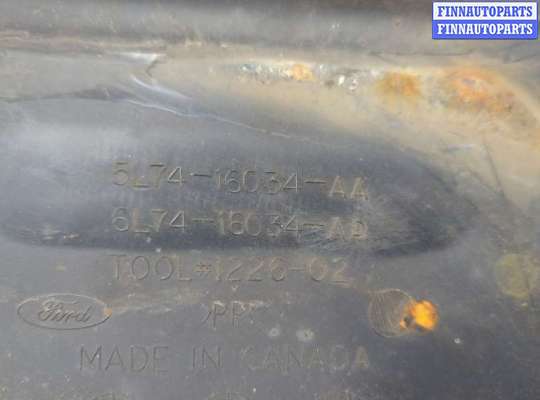 FINNAUTOPARTS
FINNAUTOPARTS
5L74-16034-AA
6L74-16034-AD
TOOL#1226-02
Ford >PP<
MADE IN CANADA